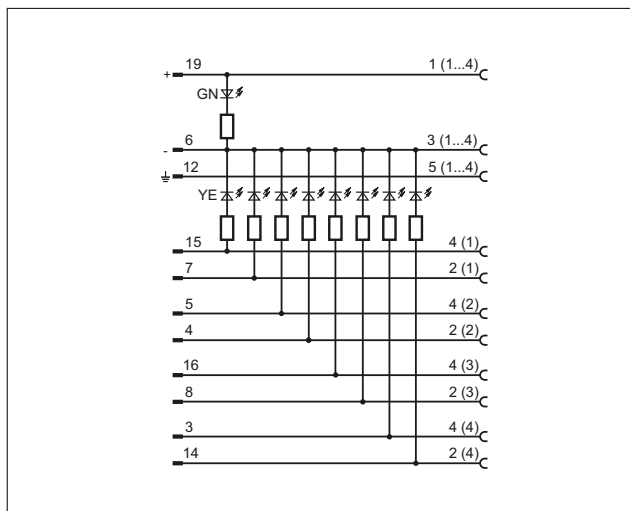 + 19 1 (1...4)
GN
- 6 3 (1...4)
12 5 (1...4)
YE
15 4 (1)
7 2 (1)
5 4 (2)
4 2 (2)
16 4 (3)
8 2 (3)
3 4 (4)
14 2 (4)